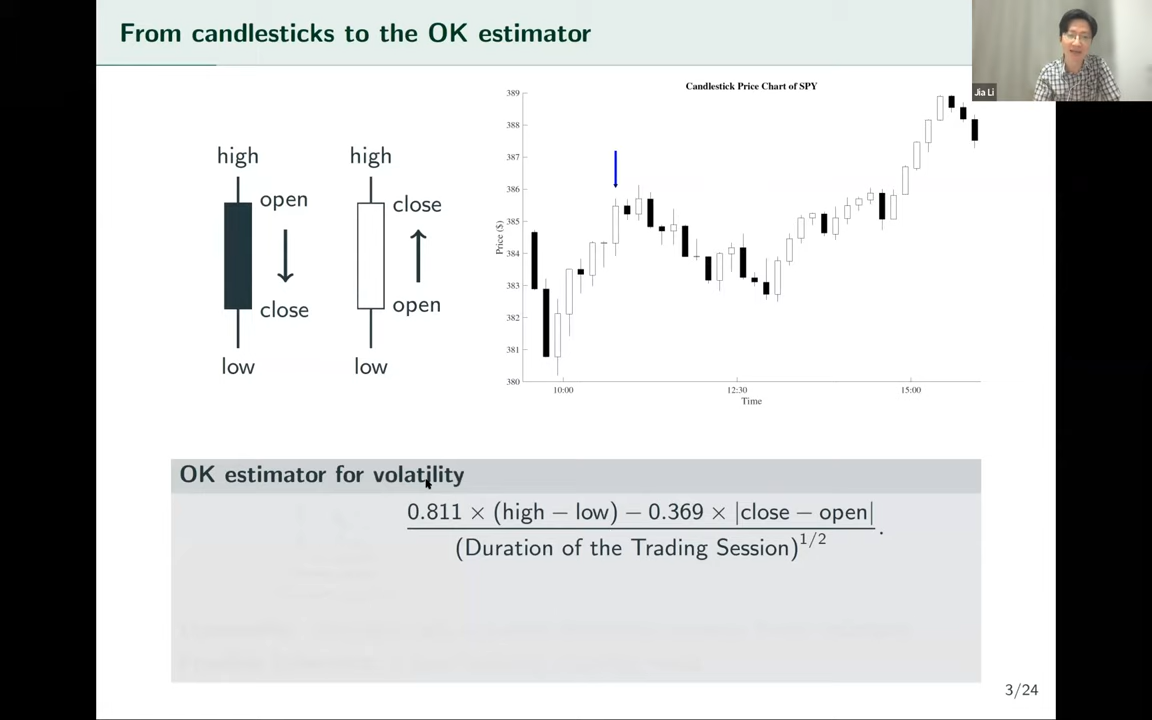 From candlesticks to the OK estimator
Jia Li
high
open
close
low
high
close
open
low
Candlestick Price Chart of SPY
389
388
387
386
385
384
383
382
381
380
Price ($)
10:00
12:30
15:00
Time
OK estimator for volatility
0.811 × (high − low) − 0.369 × |close − open|
(Duration of the Trading Session)^1/2 .
3/24